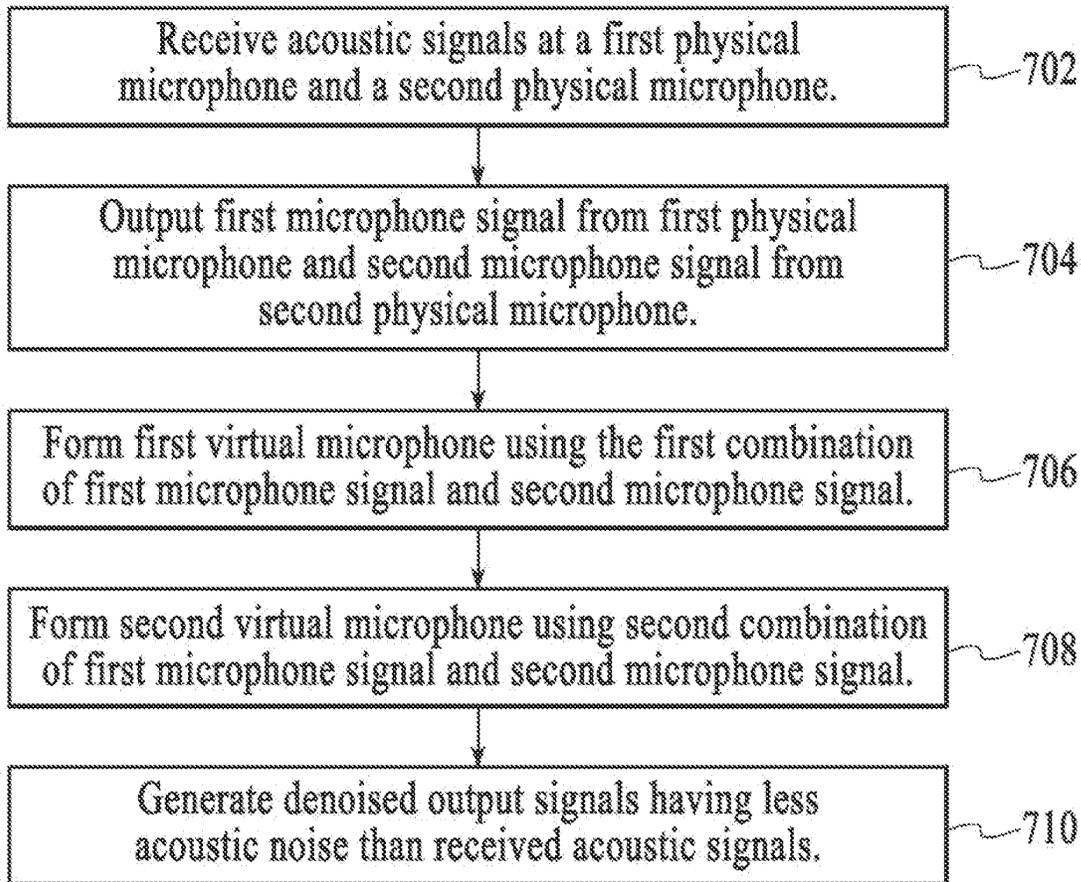 Receive acoustic signals at a first physical
microphone and a second physical microphone.
702
Output first microphone signal from first physical
microphone and second microphone signal from
second physical microphone.
704
Form first virtual microphone using the first combination
of first microphone signal and second microphone signal.
706
Form second virtual microphone using second combination
of first microphone signal and second microphone signal.
708
Generate denoised output signals having less
acoustic noise than received acoustic signals.
710